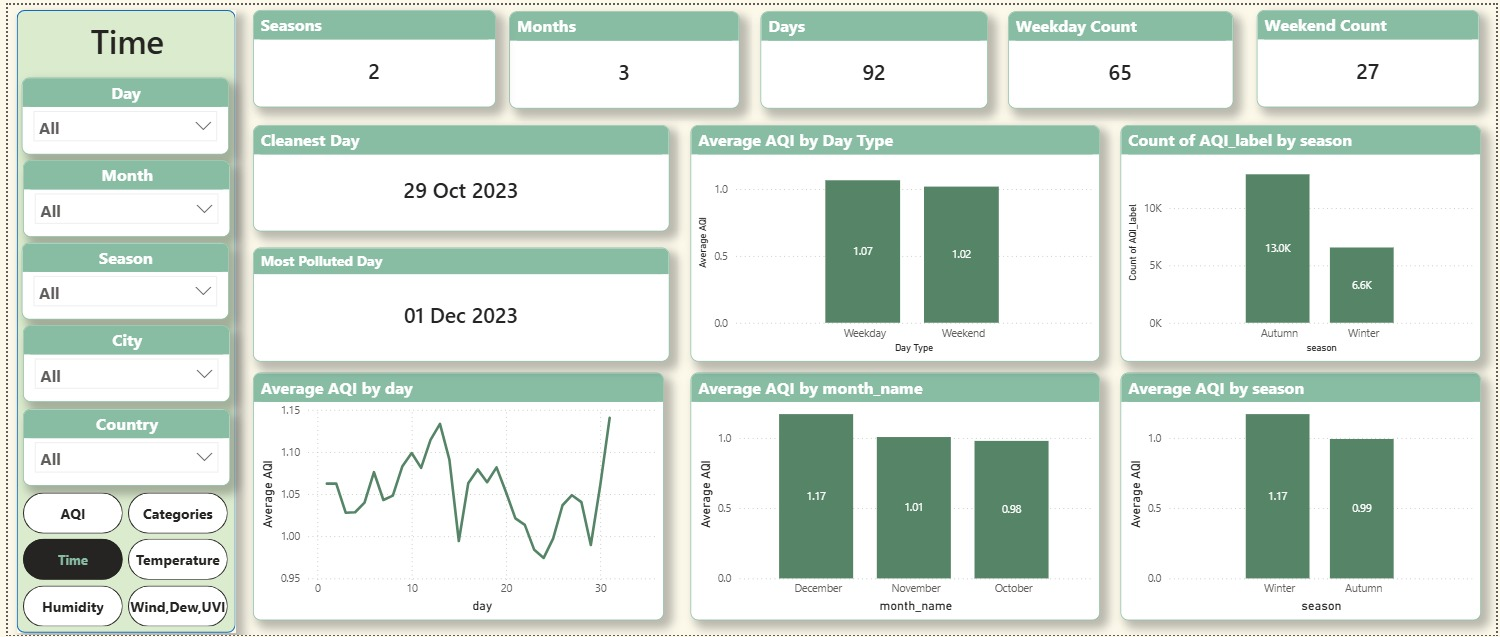 Time
Day
All
Month
All
Season
All
City
All
Country
All
AQI
Categories
Time
Temperature
Humidity
Wind,Dew,UVI
Seasons
2
Months
3
Days
92
Weekday Count
65
Weekend Count
27
Cleanest Day
29 Oct 2023
Most Polluted Day
01 Dec 2023
Average AQI by Day Type
Average AQI
1.0
0.5
0.0
1.07
1.02
Weekday
Weekend
Day Type
Count of AQI_label by season
Count of AQI_label
10K
5K
0K
13.0K
6.6K
Autumn
Winter
season
Average AQI by day
Average AQI
1.15
1.10
1.05
1.00
0.95
0
10
20
30
day
Average AQI by month_name
Average AQI
1.0
0.5
0.0
1.17
1.01
0.98
December
November
October
month_name
Average AQI by season
Average AQI
1.0
0.5
0.0
1.17
0.99
Winter
Autumn
season